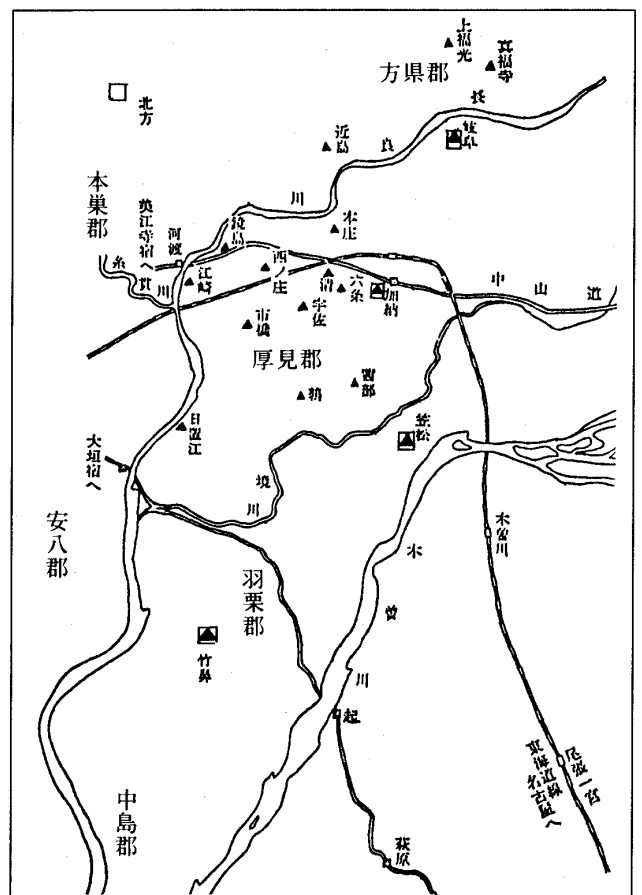 上福光
真福寺
方県郡
長
良
川
岐阜
北方
近島
本巣郡
美江寺宿へ
河渡
鏡島
本庄
糸
貫
川
江崎
西ノ庄
清
六条
加納
中
山
道
市橋
宇佐
厚見郡
鶉
茜部
笠松
日置江
大垣宿へ
境
川
安八郡
羽栗郡
木
曽
川
木曽川
竹鼻
起
尾張一宮
東海道線
名古屋へ
中島郡
萩原